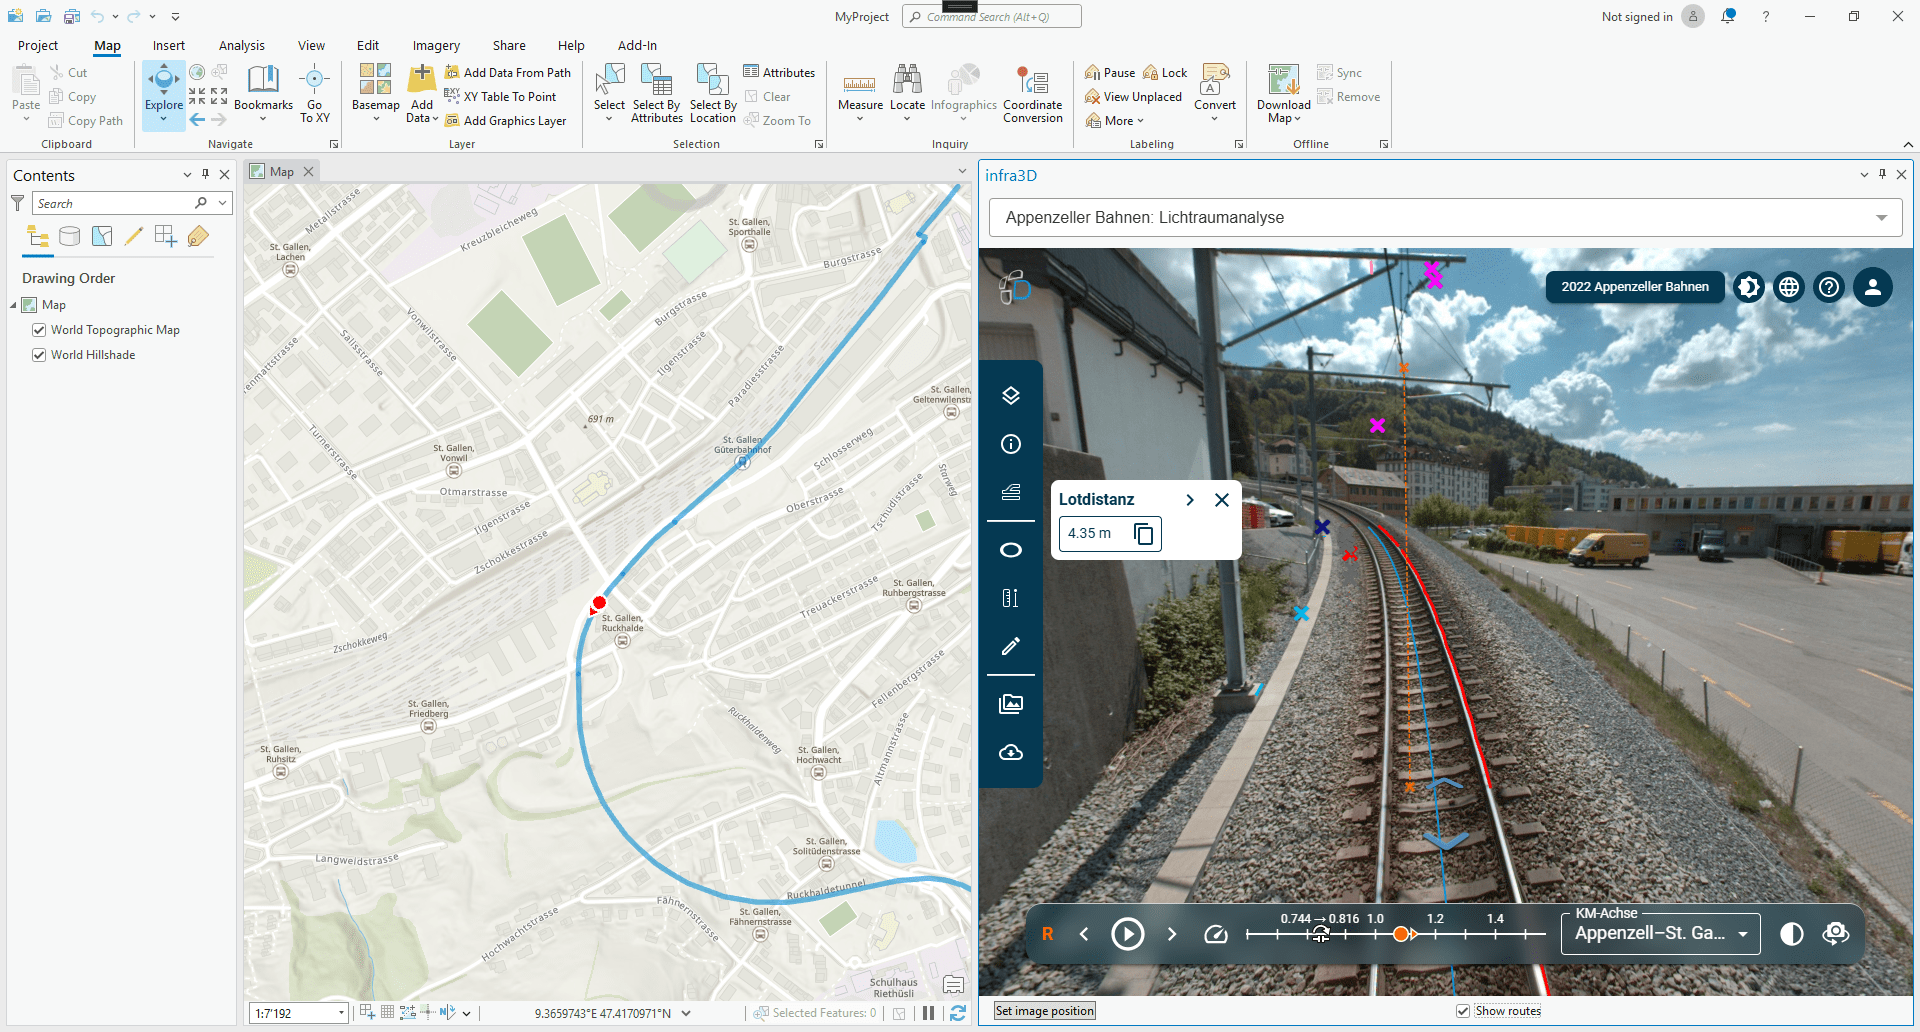 MyProject
Command Search (Alt+Q)
Not signed in
?
Project
Map
Insert
Analysis
View
Edit
Imagery
Share
Help
Add-In
Paste
Cut
Copy
Copy Path
Clipboard
Explore
Bookmarks
Go
To XY
Navigate
Basemap
Add
Data
Add Data From Path
XY Table To Point
Add Graphics Layer
Layer
Select
Select By
Attributes
Select By
Location
Attributes
Clear
Zoom To
Selection
Measure
Locate
Infographics
Coordinate
Conversion
Inquiry
Pause
Lock
View Unplaced
More
Convert
Labeling
Download
Map
Sync
Remove
Offline
Contents
Search
Drawing Order
Map
World Topographic Map
World Hillshade
Map
Metallstrasse
Kreuzbleicheweg
St. Gallen,
Sporthalle
Burgstrasse
St. Gallen,
Lachen
Vonwilstrasse
Burgstrasse
Sallsstrasse
Ilgenstrasse
Paradiesstrasse
enmattstrasse
St. Gallen,
Geltenwilenstr
691 m
Turnerstrasse
St. Gallen,
Vonwil
St. Gallen
Güterbahnhof
Schlosserweg
Starweg
Otmarstrasse
Oberstrasse
Tschudistrasse
Ilgenstrasse
Zschokkestrasse
Treuackerstrasse
St. Gallen,
Ruhbergstrasse
St. Gallen,
Ruckhalde
Zschokkeweg
Fellenbergstrasse
St. Gallen,
Friedberg
Ruckhaldenweg
Altmannstrasse
St. Gallen,
Ruhsitz
St. Gallen,
Hochwacht
St. Gallen,
Solitüdenstrasse
Langweidstrasse
Ruckhaldetunnel
Fähnernstrasse
St. Gallen,
Fähnernstrasse
Hochwachtstrasse
Schulhaus
Riethüsli
1:7'192
9.3659743°E 47.4170971°N
Selected Features: 0
infra3D
Appenzeller Bahnen: Lichtraumanalyse
2022 Appenzeller Bahnen
Lotdistanz
4.35 m
R
0.744→0.816 1.0 1.2 1.4
KM-Achse
Appenzell–St. Ga...
Set image position
Show routes